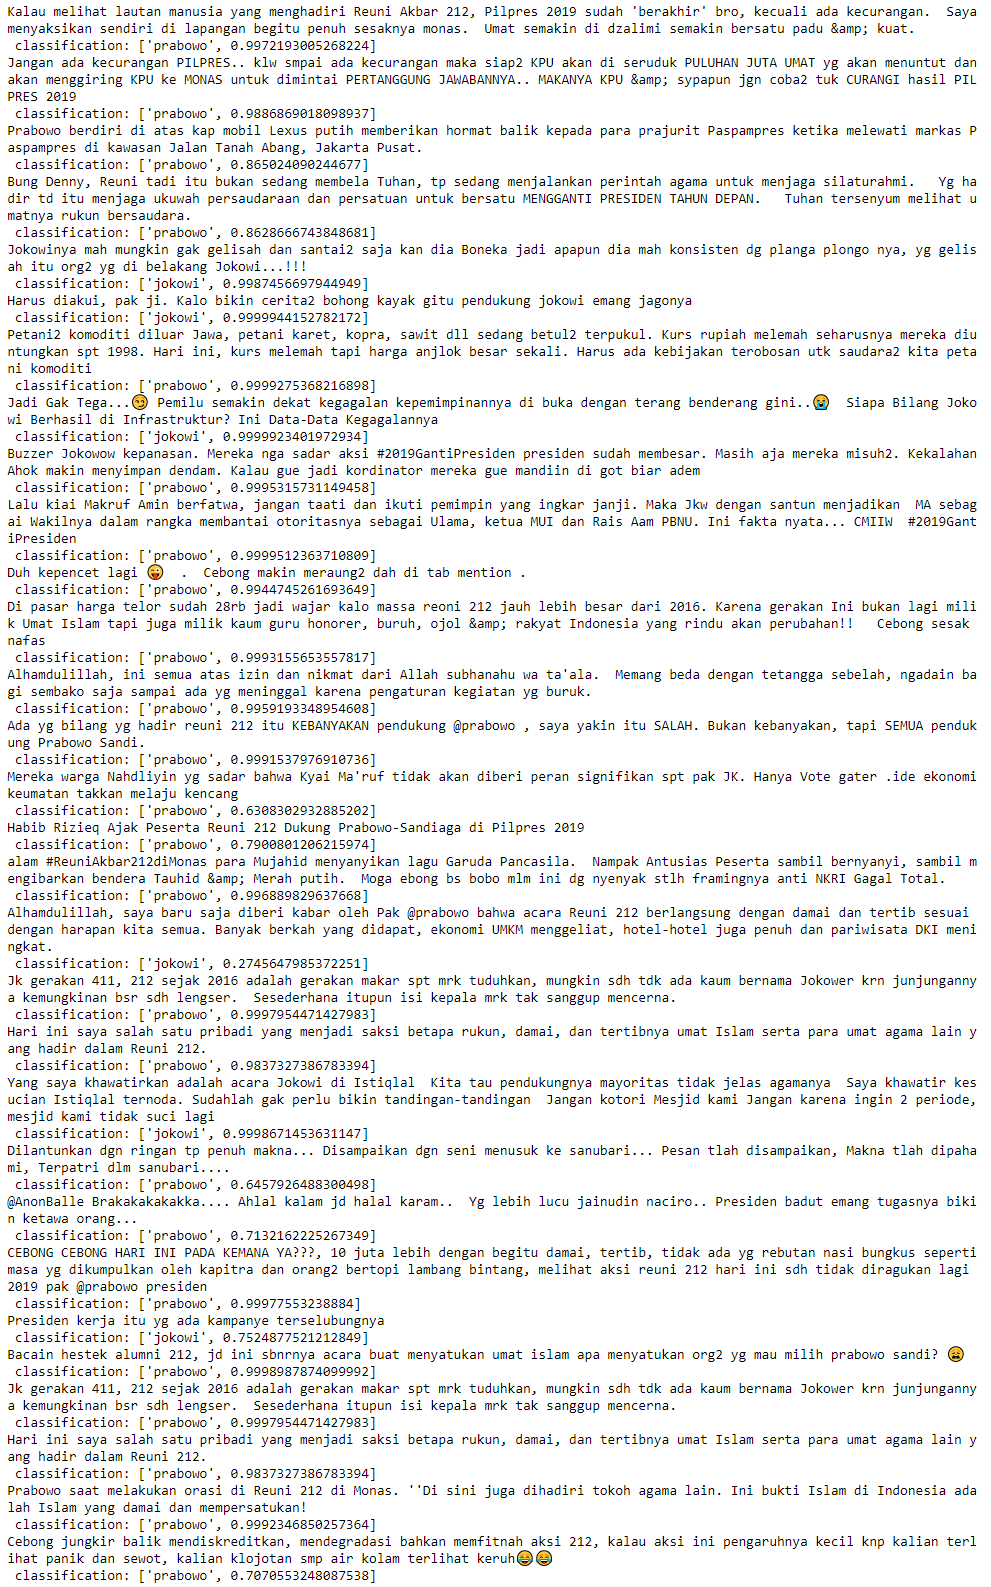 Kalau melihat lautan manusia yang menghadiri Reuni Akbar 212, Pilpres 2019 sudah 'berakhir' bro, kecuali ada kecurangan.  Saya
menyaksikan sendiri di lapangan begitu penuh sesaknya monas.  Umat semakin di dzalimi semakin bersatu padu &amp; kuat.
classification: ['prabowo', 0.9972193005268224]
Jangan ada kecurangan PILPRES.. klw smpai ada kecurangan maka siap2 KPU akan di seruduk PULUHAN JUTA UMAT yg akan menuntut dan
akan menggiring KPU ke MONAS untuk dimintai PERTANGGUNG JAWABANNYA.. MAKANYA KPU &amp; sypapun jgn coba2 tuk CURANGI hasil PIL
PRES 2019
classification: ['prabowo', 0.9886869018098937]
Prabowo berdiri di atas kap mobil Lexus putih memberikan hormat balik kepada para prajurit Paspampres ketika melewati markas P
aspampres di kawasan Jalan Tanah Abang, Jakarta Pusat.
classification: ['prabowo', 0.865024090244677]
Bung Denny, Reuni tadi itu bukan sedang membela Tuhan, tp sedang menjalankan perintah agama untuk menjaga silaturahmi.   Yg ha
dir td itu menjaga ukuwah persaudaraan dan persatuan untuk bersatu MENGGANTI PRESIDEN TAHUN DEPAN.   Tuhan tersenyum melihat u
matnya rukun bersaudara.
classification: ['prabowo', 0.8628666743848681]
Jokowinya mah mungkin gak gelisah dan santai2 saja kan dia Boneka jadi apapun dia mah konsisten dg planga plongo nya, yg gelis
ah itu org2 yg di belakang Jokowi...!!!
classification: ['jokowi', 0.9987456697944949]
Harus diakui, pak ji. Kalo bikin cerita2 bohong kayak gitu pendukung jokowi emang jagonya
classification: ['jokowi', 0.9999944152782172]
Petani2 komoditi diluar Jawa, petani karet, kopra, sawit dll sedang betul2 terpukul. Kurs rupiah melemah seharusnya mereka diu
ntungkan spt 1998. Hari ini, kurs melemah tapi harga anjlok besar sekali. Harus ada kebijakan terobosan utk saudara2 kita peta
ni komoditi
classification: ['prabowo', 0.9999275368216898]
Jadi Gak Tega...😏 Pemilu semakin dekat kegagalan kepemimpinannya di buka dengan terang benderang gini..😭  Siapa Bilang Joko
wi Berhasil di Infrastruktur? Ini Data-Data Kegagalannya
classification: ['jokowi', 0.9999923401972934]
Buzzer Jokowow kepanasan. Mereka nga sadar aksi #2019GantiPresiden presiden sudah membesar. Masih aja mereka misuh2. Kekalahan
Ahok makin menyimpan dendam. Kalau gue jadi kordinator mereka gue mandiin di got biar adem
classification: ['prabowo', 0.9995315731149458]
Lalu kiai Makruf Amin berfatwa, jangan taati dan ikuti pemimpin yang ingkar janji. Maka Jkw dengan santun menjadikan  MA sebag
ai Wakilnya dalam rangka membantai otoritasnya sebagai Ulama, ketua MUI dan Rais Aam PBNU. Ini fakta nyata... CMIIW  #2019Gant
iPresiden
classification: ['prabowo', 0.9999512363710809]
Duh kepencet lagi 😜  .  Cebong makin meraung2 dah di tab mention .
classification: ['prabowo', 0.9944745261693649]
Di pasar harga telor sudah 28rb jadi wajar kalo massa reoni 212 jauh lebih besar dari 2016. Karena gerakan Ini bukan lagi mili
k Umat Islam tapi juga milik kaum guru honorer, buruh, ojol &amp; rakyat Indonesia yang rindu akan perubahan!!   Cebong sesak
nafas
classification: ['prabowo', 0.9993155653557817]
Alhamdulillah, ini semua atas izin dan nikmat dari Allah subhanahu wa ta'ala.  Memang beda dengan tetangga sebelah, ngadain ba
gi sembako saja sampai ada yg meninggal karena pengaturan kegiatan yg buruk.
classification: ['prabowo', 0.9959193348954608]
Ada yg bilang yg hadir reuni 212 itu KEBANYAKAN pendukung @prabowo , saya yakin itu SALAH. Bukan kebanyakan, tapi SEMUA penduk
ung Prabowo Sandi.
classification: ['prabowo', 0.9991537976910736]
Mereka warga Nahdliyin yg sadar bahwa Kyai Ma'ruf tidak akan diberi peran signifikan spt pak JK. Hanya Vote gater .ide ekonomi
keumatan takkan melaju kencang
classification: ['prabowo', 0.6308302932885202]
Habib Rizieq Ajak Peserta Reuni 212 Dukung Prabowo-Sandiaga di Pilpres 2019
classification: ['prabowo', 0.7900801206215974]
alam #ReuniAkbar212diMonas para Mujahid menyanyikan lagu Garuda Pancasila.  Nampak Antusias Peserta sambil bernyanyi, sambil m
engibarkan bendera Tauhid &amp; Merah putih.  Moga ebong bs bobo mlm ini dg nyenyak stlh framingnya anti NKRI Gagal Total.
classification: ['prabowo', 0.996889829637668]
Alhamdulillah, saya baru saja diberi kabar oleh Pak @prabowo bahwa acara Reuni 212 berlangsung dengan damai dan tertib sesuai
dengan harapan kita semua. Banyak berkah yang didapat, ekonomi UMKM menggeliat, hotel-hotel juga penuh dan pariwisata DKI meni
ngkat.
classification: ['jokowi', 0.2745647985372251]
Jk gerakan 411, 212 sejak 2016 adalah gerakan makar spt mrk tuduhkan, mungkin sdh tdk ada kaum bernama Jokower krn junjunganny
a kemungkinan bsr sdh lengser.  Sesederhana itupun isi kepala mrk tak sanggup mencerna.
classification: ['prabowo', 0.9997954471427983]
Hari ini saya salah satu pribadi yang menjadi saksi betapa rukun, damai, dan tertibnya umat Islam serta para umat agama lain y
ang hadir dalam Reuni 212.
classification: ['prabowo', 0.9837327386783394]
Yang saya khawatirkan adalah acara Jokowi di Istiqlal  Kita tau pendukungnya mayoritas tidak jelas agamanya  Saya khawatir kes
ucian Istiqlal ternoda. Sudahlah gak perlu bikin tandingan-tandingan  Jangan kotori Mesjid kami Jangan karena ingin 2 periode,
mesjid kami tidak suci lagi
classification: ['jokowi', 0.9998671453631147]
Dilantunkan dgn ringan tp penuh makna... Disampaikan dgn seni menusuk ke sanubari... Pesan tlah disampaikan, Makna tlah dipaha
mi, Terpatri dlm sanubari....
classification: ['prabowo', 0.6457926488300498]
@AnonBalle Brakakakakakka.... Ahlal kalam jd halal karam..  Yg lebih lucu jainudin naciro.. Presiden badut emang tugasnya biki
n ketawa orang...
classification: ['prabowo', 0.7132162225267349]
CEBONG CEBONG HARI INI PADA KEMANA YA???, 10 juta lebih dengan begitu damai, tertib, tidak ada yg rebutan nasi bungkus seperti
masa yg dikumpulkan oleh kapitra dan orang2 bertopi lambang bintang, melihat aksi reuni 212 hari ini sdh tidak diragukan lagi
2019 pak @prabowo presiden
classification: ['prabowo', 0.99977553238884]
Presiden kerja itu yg ada kampanye terselubungnya
classification: ['jokowi', 0.7524877521212849]
Bacain hestek alumni 212, jd ini sbnrnya acara buat menyatukan umat islam apa menyatukan org2 yg mau milih prabowo sandi? 😩
classification: ['prabowo', 0.9998987874099992]
Jk gerakan 411, 212 sejak 2016 adalah gerakan makar spt mrk tuduhkan, mungkin sdh tdk ada kaum bernama Jokower krn junjunganny
a kemungkinan bsr sdh lengser.  Sesederhana itupun isi kepala mrk tak sanggup mencerna.
classification: ['prabowo', 0.9997954471427983]
Hari ini saya salah satu pribadi yang menjadi saksi betapa rukun, damai, dan tertibnya umat Islam serta para umat agama lain y
ang hadir dalam Reuni 212.
classification: ['prabowo', 0.9837327386783394]
Prabowo saat melakukan orasi di Reuni 212 di Monas. ''Di sini juga dihadiri tokoh agama lain. Ini bukti Islam di Indonesia ada
lah Islam yang damai dan mempersatukan!
classification: ['prabowo', 0.9992346850257364]
Cebong jungkir balik mendiskreditkan, mendegradasi bahkan memfitnah aksi 212, kalau aksi ini pengaruhnya kecil knp kalian terl
ihat panik dan sewot, kalian klojotan smp air kolam terlihat keruh😄😄
classification: ['prabowo', 0.7070553248087538]